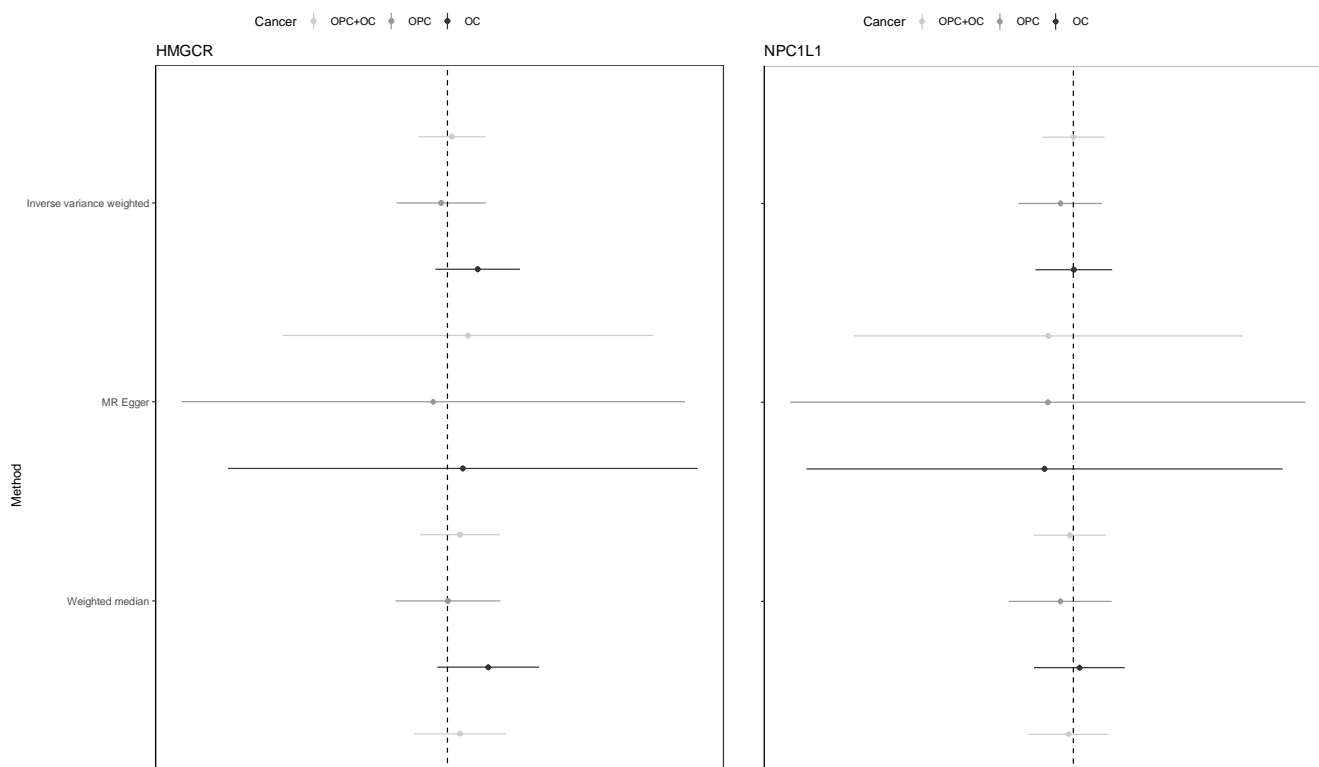 Cancer OPC+OC OPC OC
HMGCR
Cancer OPC+OC OPC OC
NPC1L1
Method
Inverse variance weighted
MR Egger
Weighted median